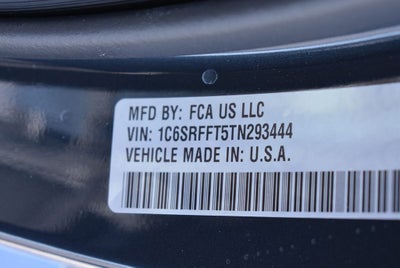 MFD BY: FCA US LLC
VIN: 1C6SRFFT5TN293444
VEHICLE MADE IN: U.S.A.